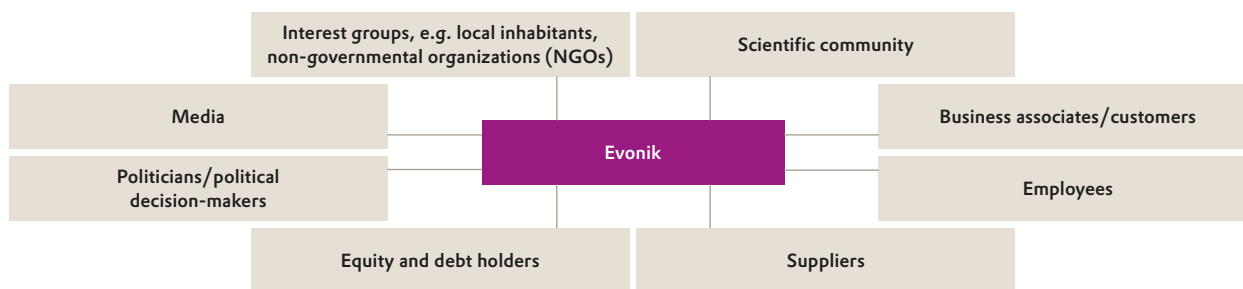 Interest groups, e.g. local inhabitants,
non-governmental organizations (NGOs)
Scientific community
Media
Business associates/customers
Evonik
Politicians/political
decision-makers
Employees
Equity and debt holders
Suppliers